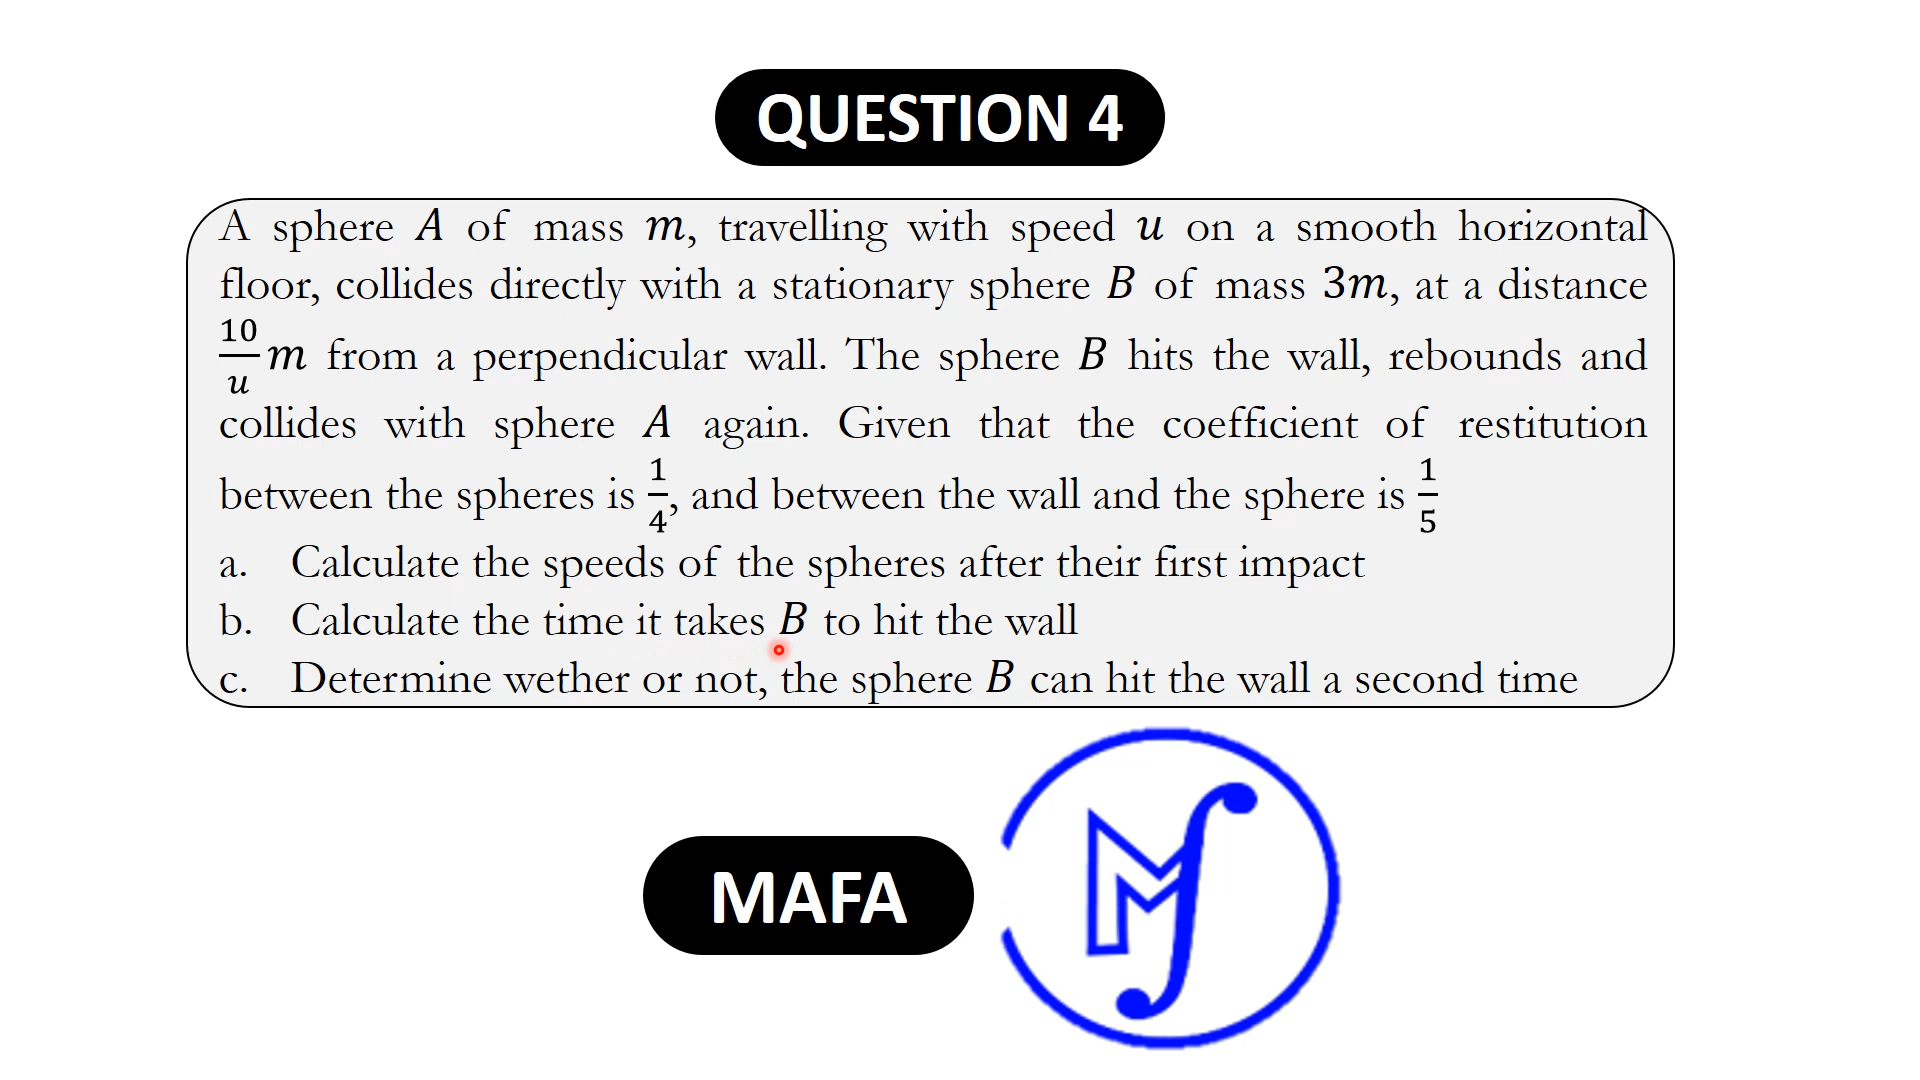 QUESTION 4
A sphere A of mass m, travelling with speed u on a smooth horizontal
floor, collides directly with a stationary sphere B of mass 3m, at a distance
10/u m from a perpendicular wall. The sphere B hits the wall, rebounds and
collides with sphere A again. Given that the coefficient of restitution
between the spheres is 1/4, and between the wall and the sphere is 1/5
a. Calculate the speeds of the spheres after their first impact
b. Calculate the time it takes B to hit the wall
c. Determine wether or not, the sphere B can hit the wall a second time
MAFA